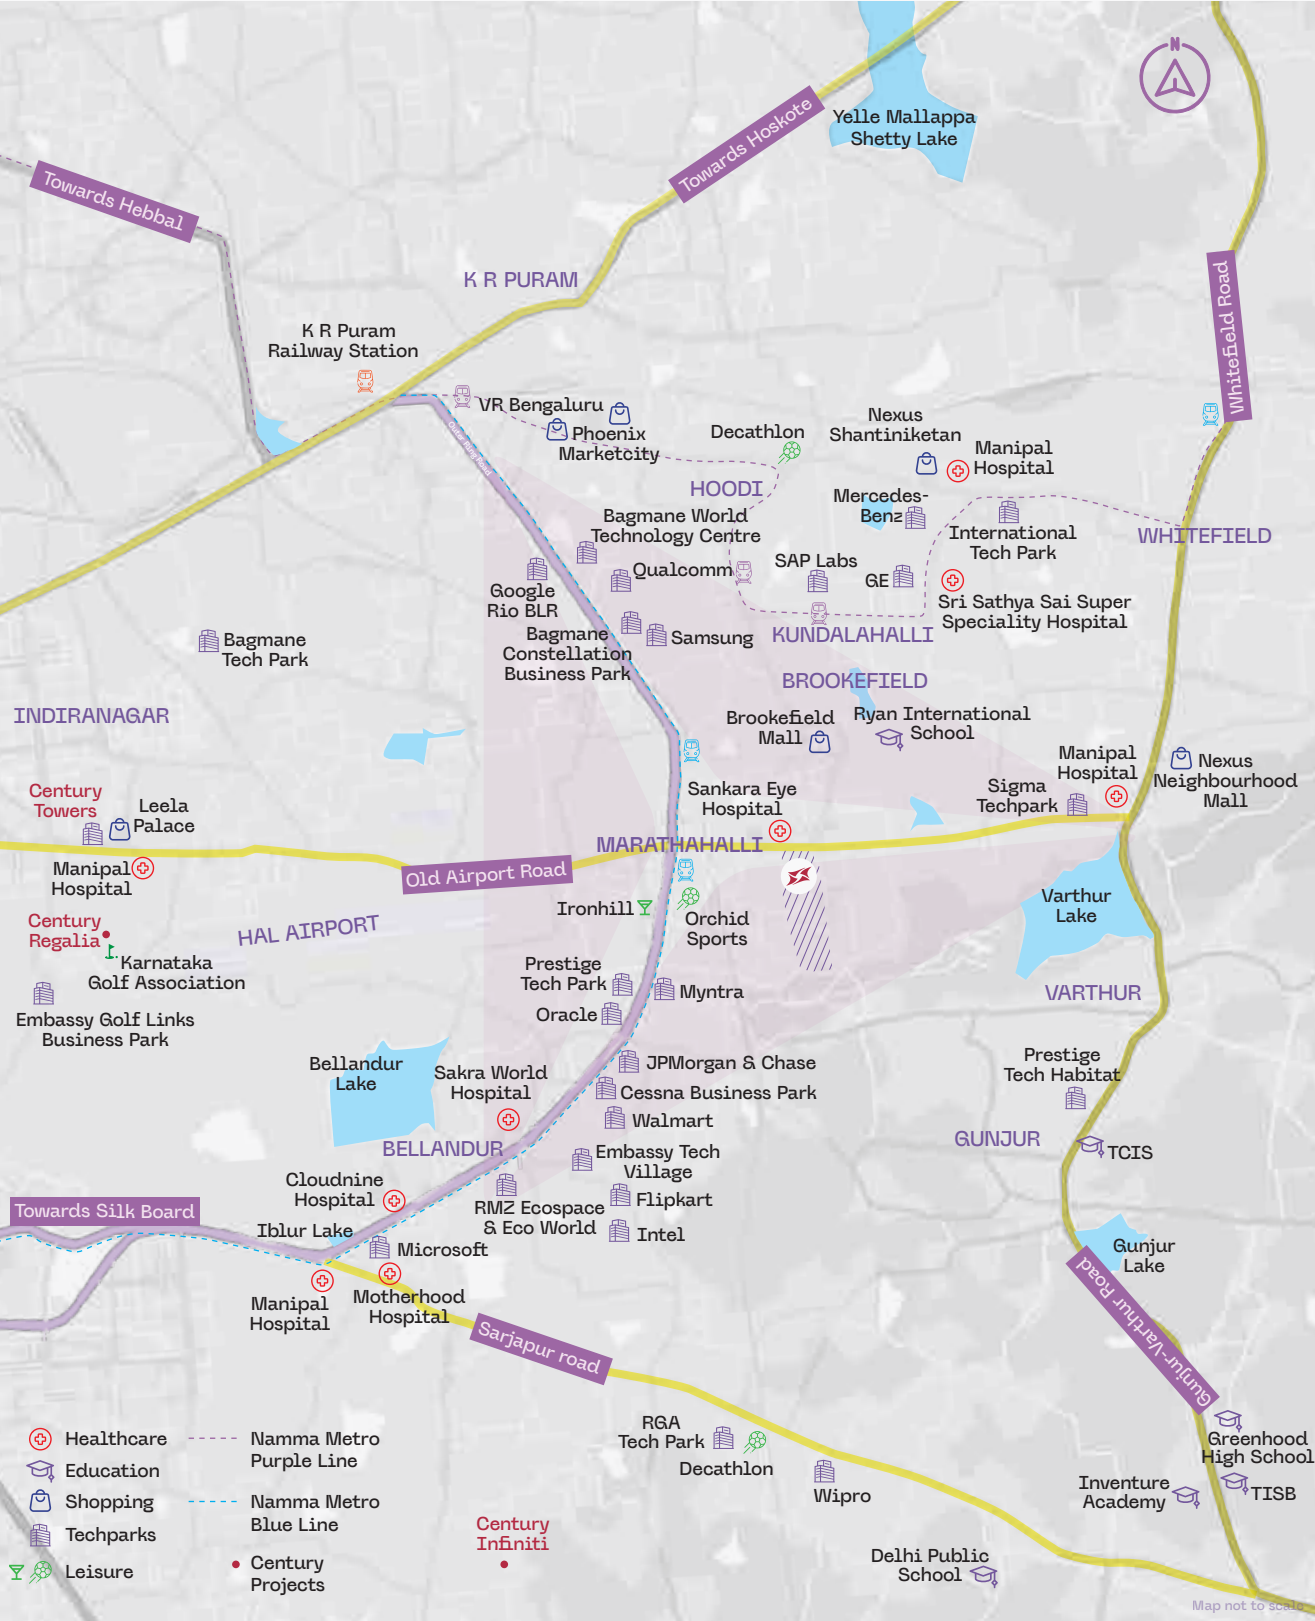 N
Towards Hoskote
Yelle Mallappa
Shetty Lake
Towards Hebbal
Whitefield Road
K R PURAM
K R Puram
Railway Station
Outer Ring Road
VR Bengaluru
Phoenix
Marketcity
Decathlon
Nexus
Shantiniketan
Manipal
Hospital
HOODI
Mercedes-
Benz
Bagmane World
Technology Centre
International
Tech Park
WHITEFIELD
SAP Labs
Qualcomm
GE
Google
Rio BLR
Sri Sathya Sai Super
Speciality Hospital
Bagmane
Constellation
Business Park
Samsung
KUNDALAHALLI
Bagmane
Tech Park
BROOKEFIELD
INDIRANAGAR
Brookefield
Mall
Ryan International
School
Manipal
Hospital
Nexus
Neighbourhood
Mall
Sankara Eye
Hospital
Sigma
Techpark
Century
Towers
Leela
Palace
MARATHAHALLI
Manipal
Hospital
Old Airport Road
Varthur
Lake
Ironhill
Orchid
Sports
Century
Regalia
HAL AIRPORT
Karnataka
Golf Association
Prestige
Tech Park
Myntra
VARTHUR
Oracle
Embassy Golf Links
Business Park
Bellandur
Lake
Sakra World
Hospital
JPMorgan & Chase
Prestige
Tech Habitat
Cessna Business Park
Walmart
BELLANDUR
GUNJUR
TCIS
Embassy Tech
Village
Cloudnine
Hospital
Flipkart
RMZ Ecospace
& Eco World
Towards Silk Board
Iblur Lake
Intel
Microsoft
Gunjur
Lake
Manipal
Hospital
Motherhood
Hospital
Sarjapur road
Gunjur-Varthur Road
RGA
Tech Park
Decathlon
Wipro
Greenhood
High School
Inventure
Academy
TISB
Century
Infiniti
Delhi Public
School
Healthcare
Education
Shopping
Techparks
Leisure
Namma Metro
Purple Line
Namma Metro
Blue Line
Century
Projects
Map not to scale